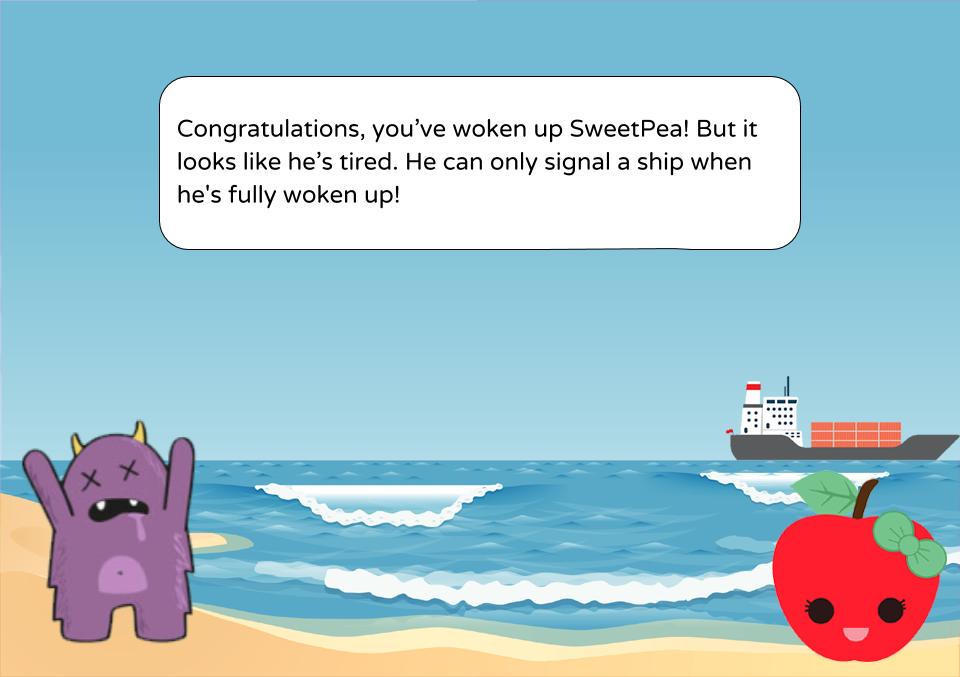 Congratulations, you’ve woken up SweetPea! But it
looks like he’s tired. He can only signal a ship when
he's fully woken up!